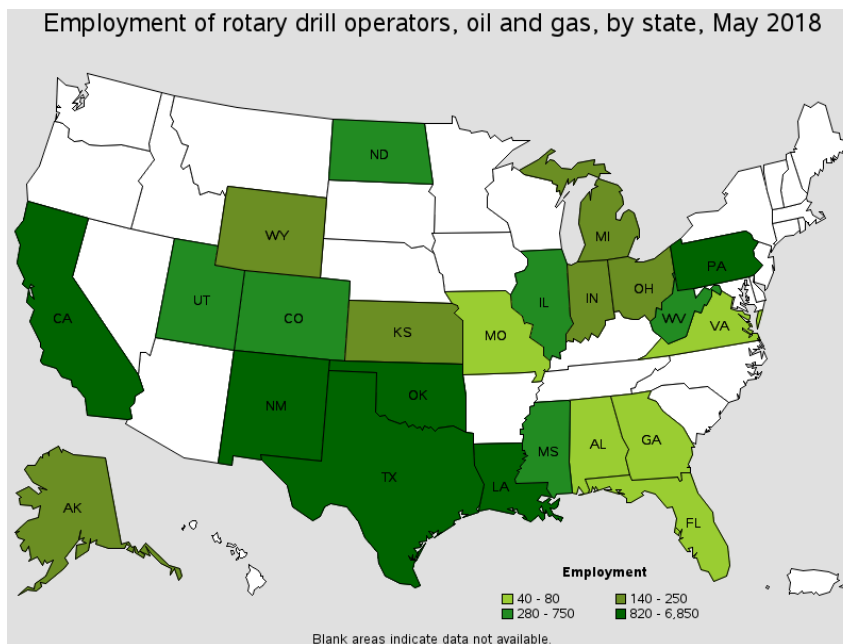 Employment of rotary drill operators, oil and gas, by state, May 2018
ND
WY
MI
PA
UT
CO
IL
IN
OH
WV
VA
CA
KS
MO
NM
OK
TX
LA
MS
AL
GA
FL
AK
Employment
40 - 80
140 - 250
280 - 750
820 - 6,850
Blank areas indicate data not available.